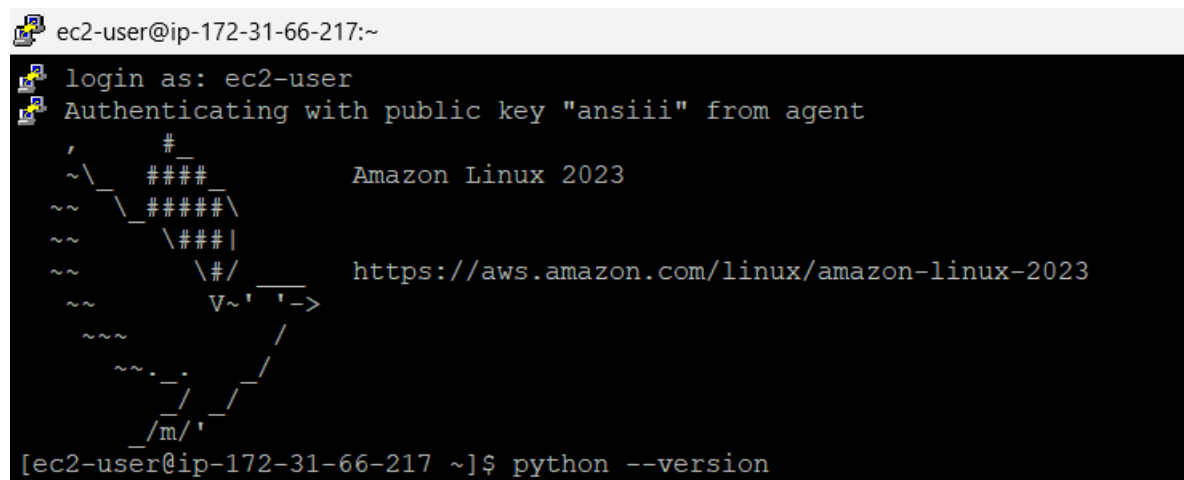 ec2-user@ip-172-31-66-217:~
login as: ec2-user
Authenticating with public key "ansiii" from agent
   ,     #_
   ~\_  ####_        Amazon Linux 2023
  ~~  \_#####\
  ~~     \###|
  ~~       \#/ ___   https://aws.amazon.com/linux/amazon-linux-2023
   ~~       V~' '->
    ~~~         /
      ~~._.   _/
         _/ _/
       _/m/'
[ec2-user@ip-172-31-66-217 ~]$ python --version